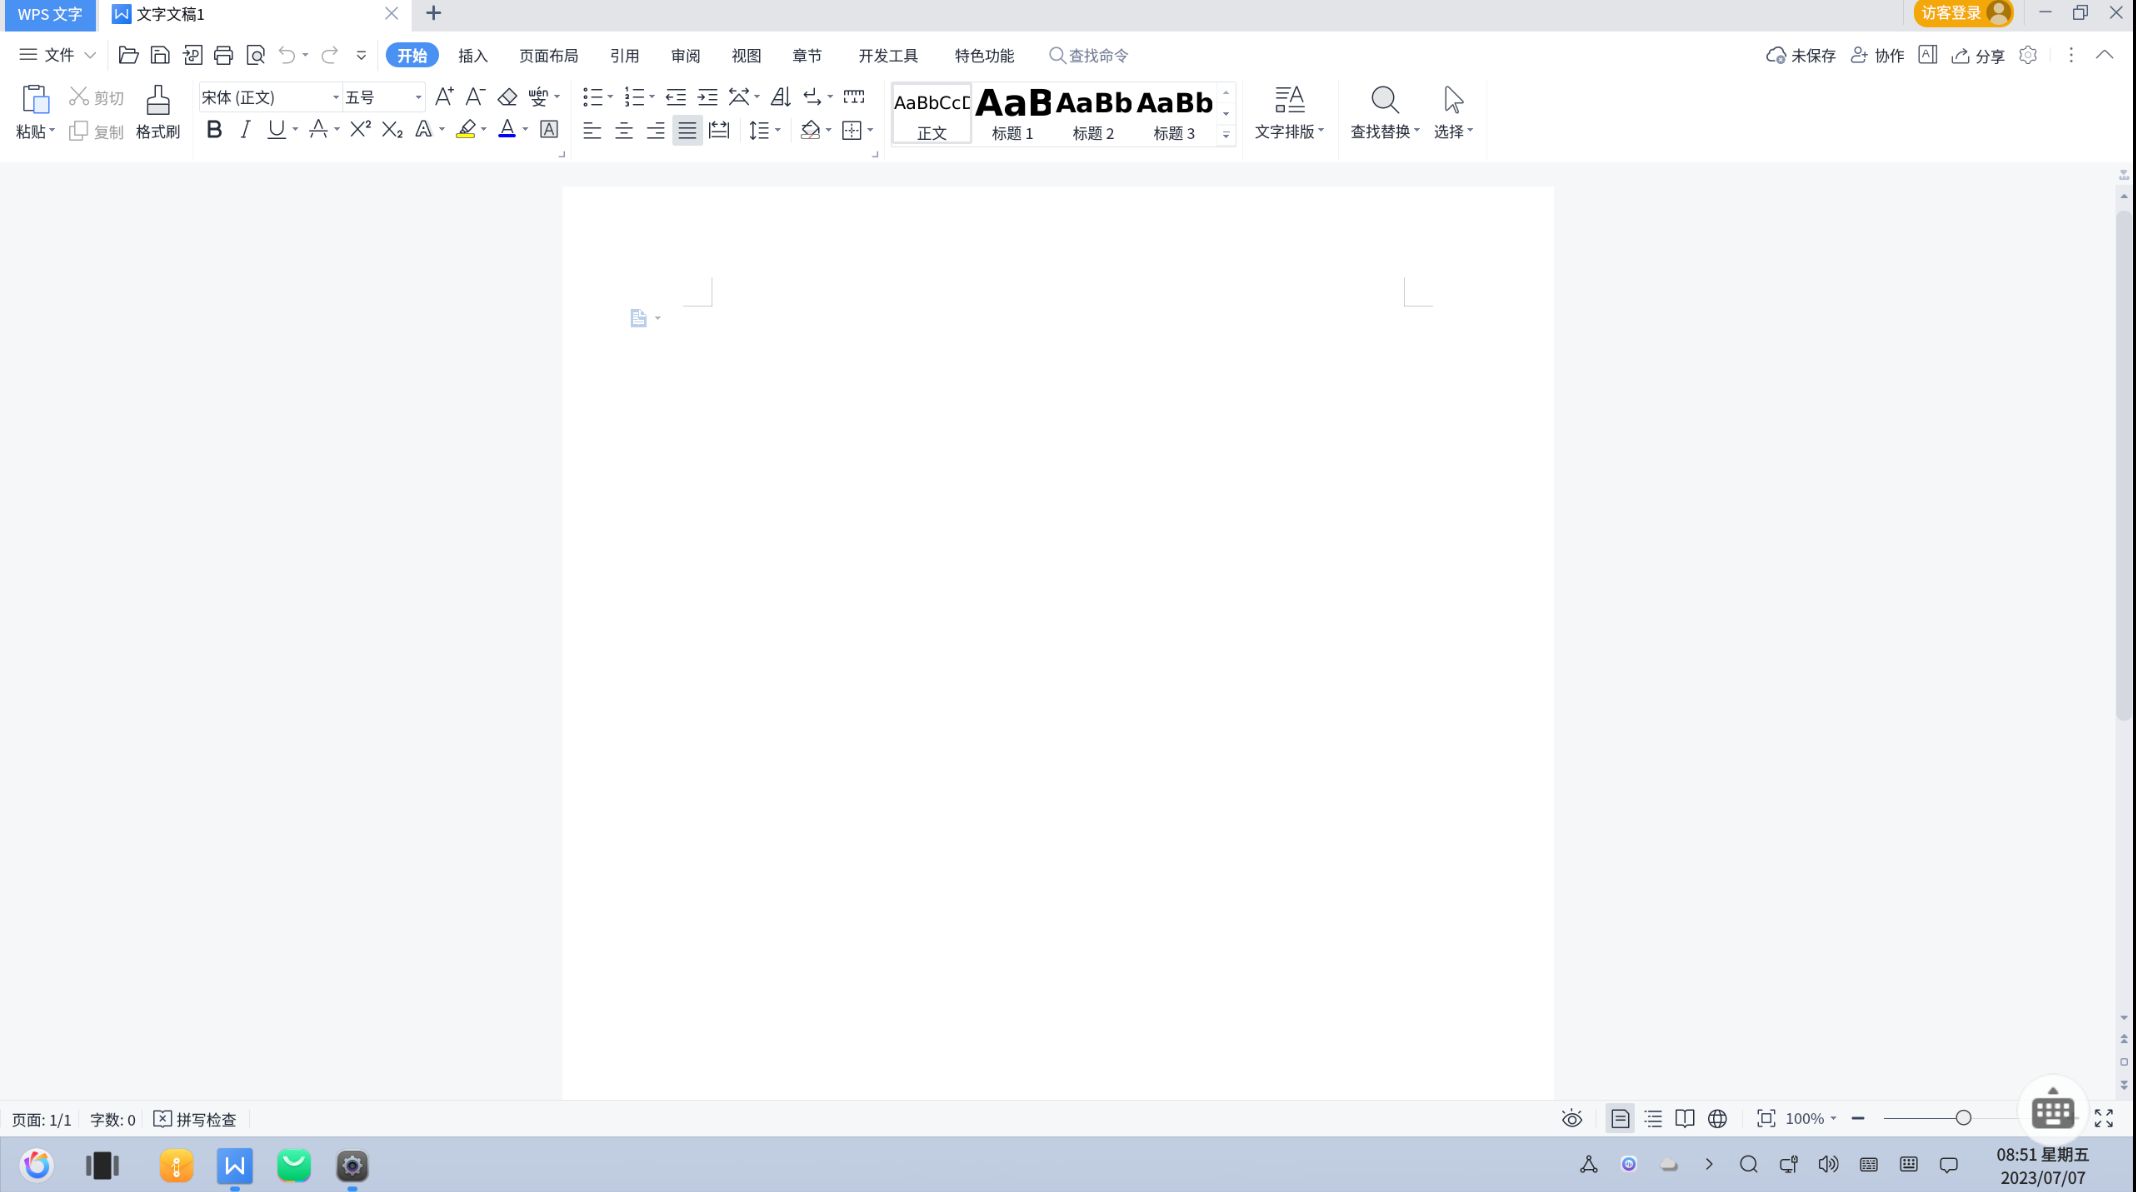 WPS 文字
文字文稿1
访客登录
文件
开始
插入
页面布局
引用
审阅
视图
章节
开发工具
特色功能
查找命令
未保存
协作
分享
粘贴
剪切
复制
格式刷
宋体 (正文)
五号
AaBbCcD
正文
AaB
标题 1
AaBb
标题 2
AaBb
标题 3
文字排版
查找替换
选择
页面: 1/1
字数: 0
拼写检查
100%
08:51 星期五
2023/07/07